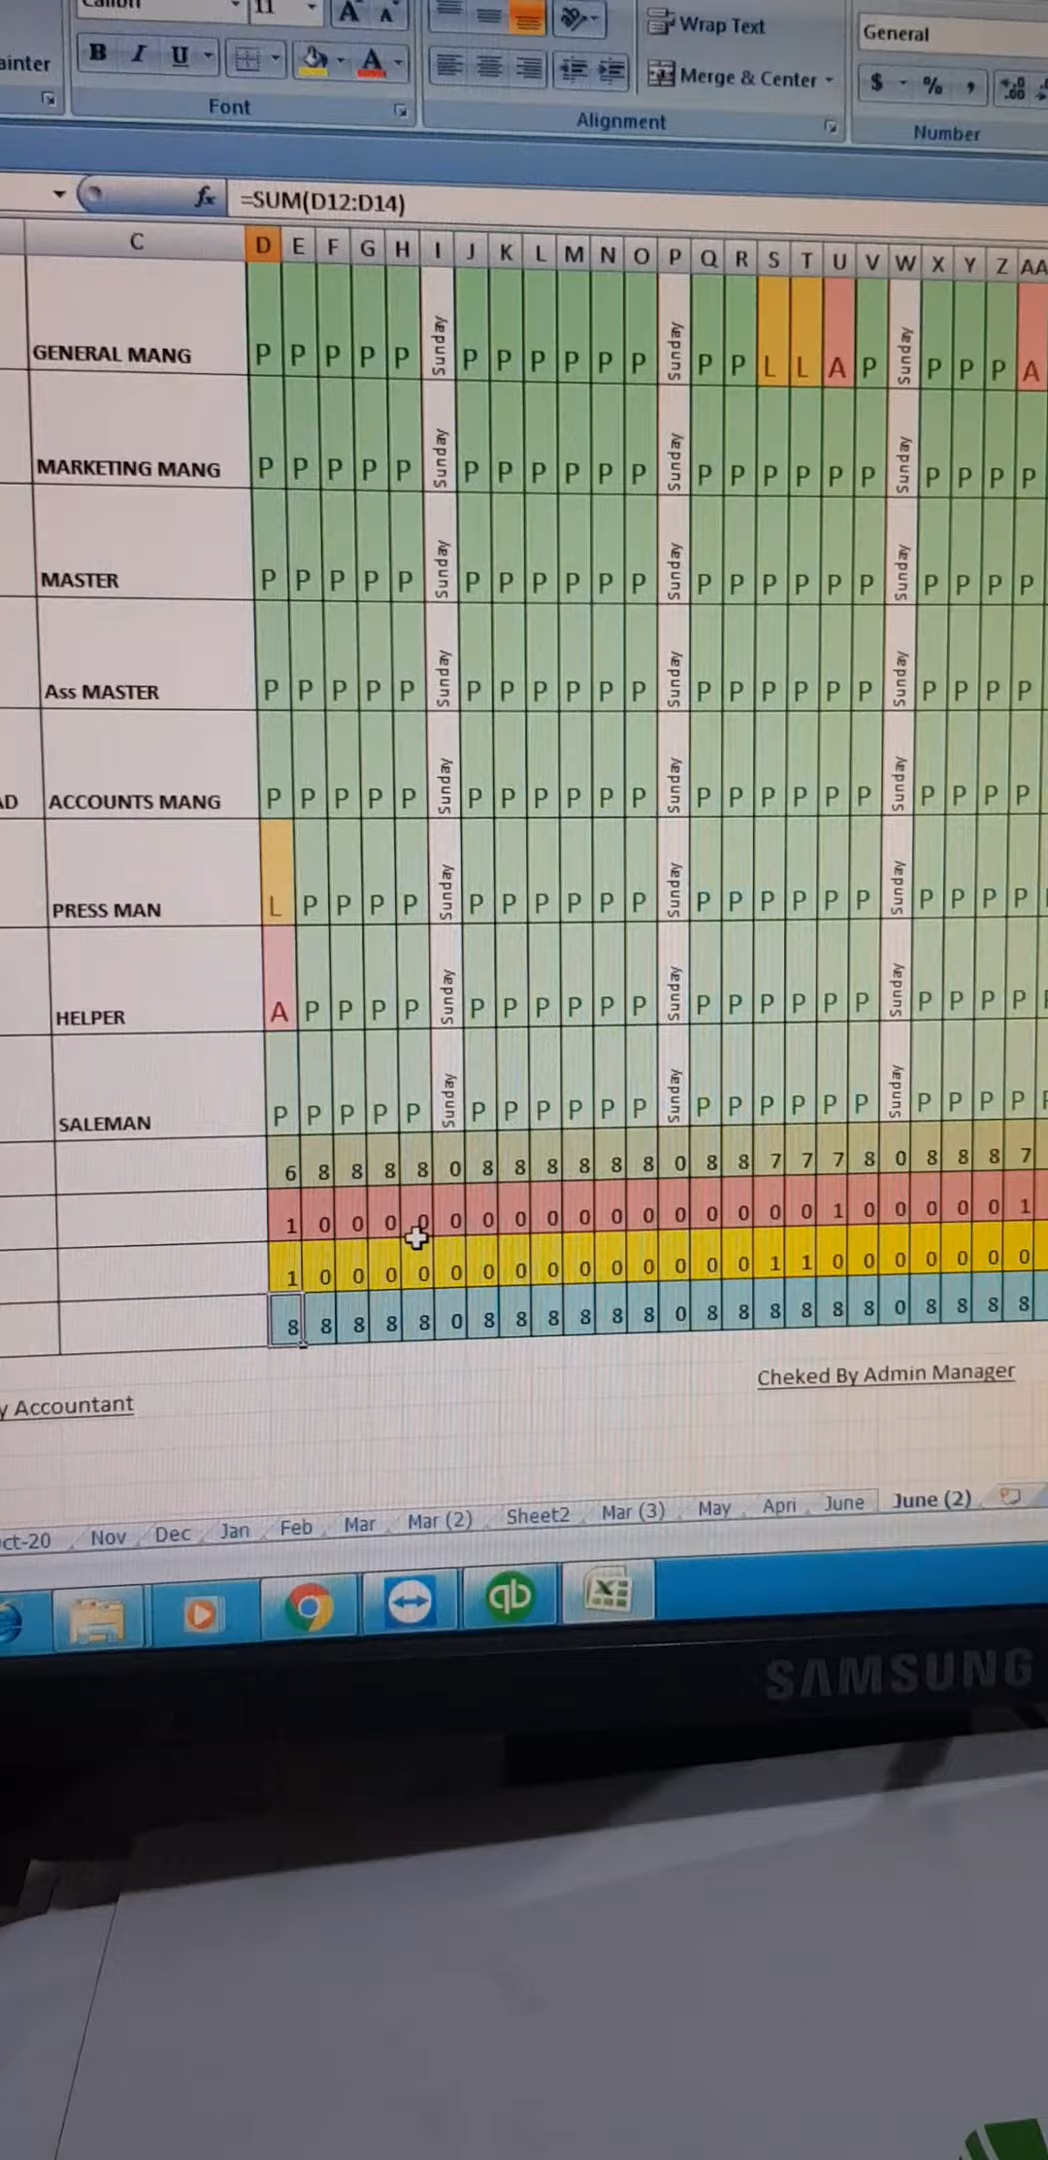 Calibri 11 A A Wrap Text General
ainter B I U A Merge & Center $ % , .0 .00
Font Alignment Number
fx =SUM(D12:D14)
C D E F G H I J K L M N O P Q R S T U V W X Y Z AA
GENERAL MANG P P P P P Sunday P P P P P P Sunday P P L L A P Sunday P P P A
MARKETING MANG P P P P P Sunday P P P P P P Sunday P P P P P P Sunday P P P P
MASTER P P P P P Sunday P P P P P P Sunday P P P P P P Sunday P P P P
Ass MASTER P P P P P Sunday P P P P P P Sunday P P P P P P Sunday P P P P
AD ACCOUNTS MANG P P P P P Sunday P P P P P P Sunday P P P P P P Sunday P P P P
PRESS MAN L P P P P Sunday P P P P P P Sunday P P P P P P Sunday P P P P
HELPER A P P P P Sunday P P P P P P Sunday P P P P P P Sunday P P P P
SALEMAN P P P P P Sunday P P P P P P Sunday P P P P P P Sunday P P P P
6 8 8 8 8 0 8 8 8 8 8 8 0 8 8 7 7 7 8 0 8 8 8 7
1 0 0 0 0 0 0 0 0 0 0 0 0 0 0 0 0 1 0 0 0 0 0 1
1 0 0 0 0 0 0 0 0 0 0 0 0 0 0 1 1 0 0 0 0 0 0 0
8 8 8 8 8 0 8 8 8 8 8 8 0 8 8 8 8 8 8 0 8 8 8 8
Cheked By Admin Manager
y Accountant
ct-20 Nov Dec Jan Feb Mar Mar (2) Sheet2 Mar (3) May Apri June June (2)
qb
SAMSUNG